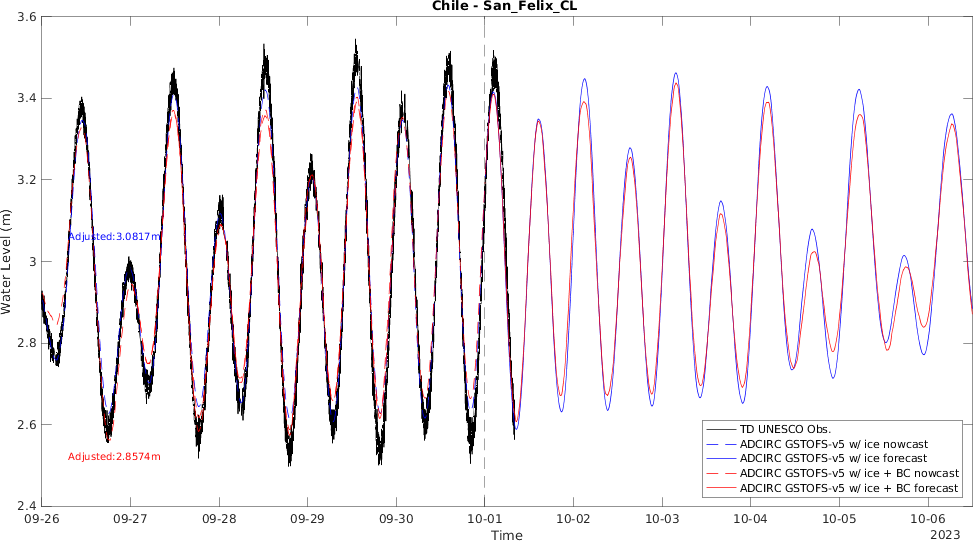 Chile - San_Felix_CL
3.6
3.4
3.2
3
2.8
2.6
2.4
Water Level (m)
Adjusted:3.0817m
Adjusted:2.8574m
TD UNESCO Obs.
ADCIRC GSTOFS-v5 w/ ice nowcast
ADCIRC GSTOFS-v5 w/ ice forecast
ADCIRC GSTOFS-v5 w/ ice + BC nowcast
ADCIRC GSTOFS-v5 w/ ice + BC forecast
09-26 09-27 09-28 09-29 09-30 10-01 10-02 10-03 10-04 10-05 10-06
Time
2023